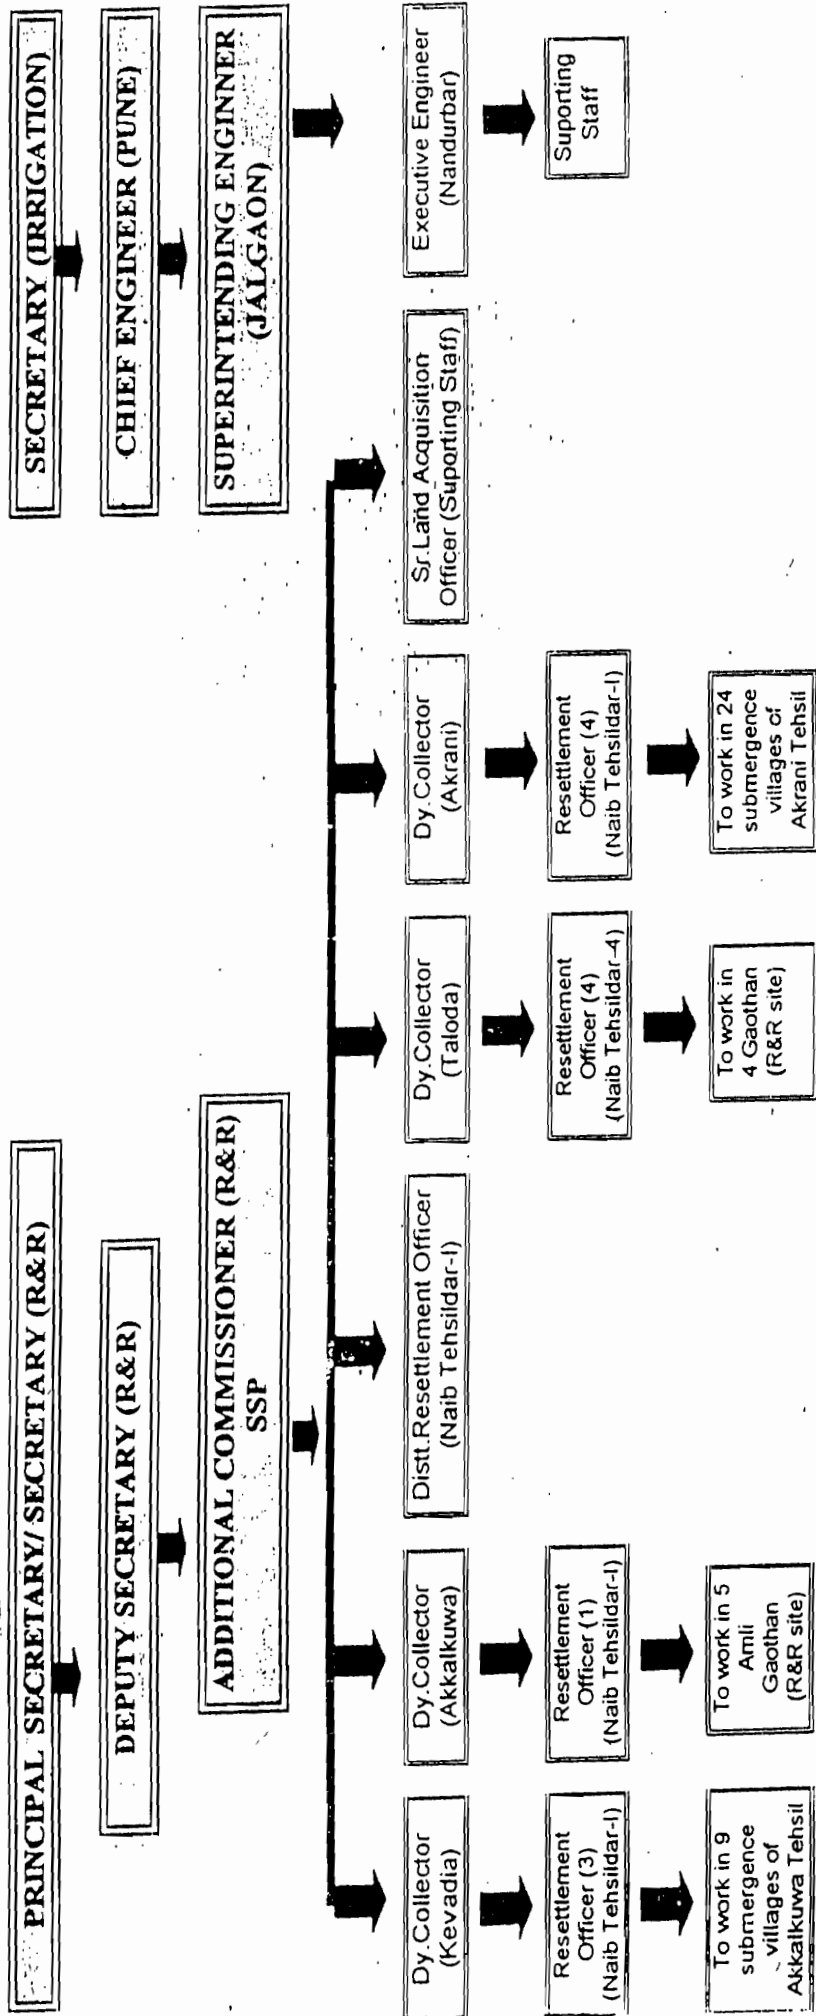 PRINCIPAL SECRETARY/ SECRETARY (R&R)
DEPUTY SECRETARY (R&R)
ADDITIONAL COMMISSIONER (R&R)
SSP
SECRETARY (IRRIGATION)
CHIEF ENGINEER (PUNE)
SUPERINTENDING ENGINNER
(JALGAON)
Dy.Collector
(Kevadia)
Resettlement
Officer (3)
(Naib Tehsildar-I)
To work in 9
submergence
villages of
Akkalkuwa Tehsil
Dy.Collector
(Akkalkuwa)
Resettlement
Officer (1)
(Naib Tehsildar-I)
To work in 5
Amli
Gaothan
(R&R site)
Distt.Resettlement Officer
(Naib Tehsildar-I)
Dy.Collector
(Taloda)
Resettlement
Officer (4)
(Naib Tehsildar-4)
To work in
4 Gaothan
(R&R site)
Dy.Collector
(Akrani)
Resettlement
Officer (4)
(Naib Tehsildar-I)
To work in 24
submergence
villages of
Akrani Tehsil
Sr.Land Acquisition
Officer (Suporting Staff)
Executive Engineer
(Nandurbar)
Suporting
Staff